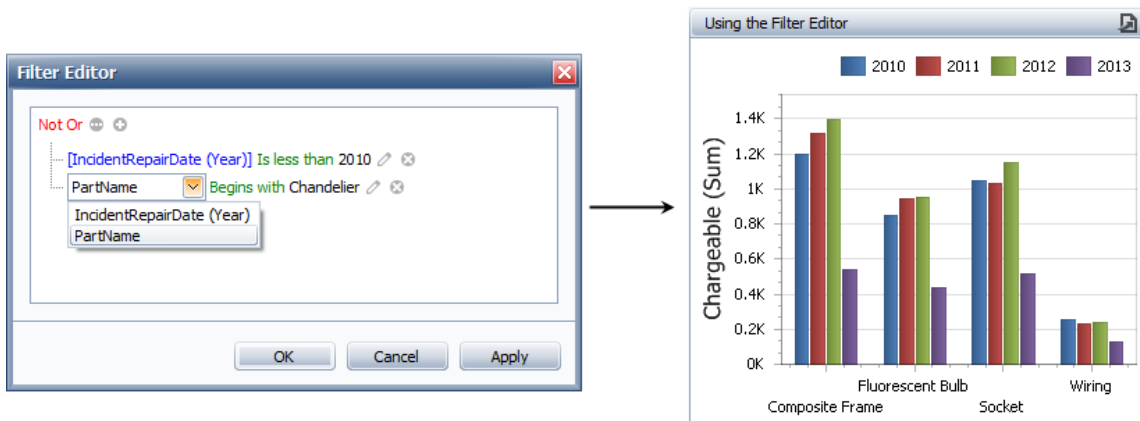 Filter Editor
Not Or
[IncidentRepairDate (Year)] Is less than 2010
PartName Begins with Chandelier
IncidentRepairDate (Year)
PartName
OK Cancel Apply
Using the Filter Editor
2010 2011 2012 2013
Chargeable (Sum)
1.4K
1.2K
1K
0.8K
0.6K
0.4K
0.2K
0K
Fluorescent Bulb Wiring
Composite Frame Socket